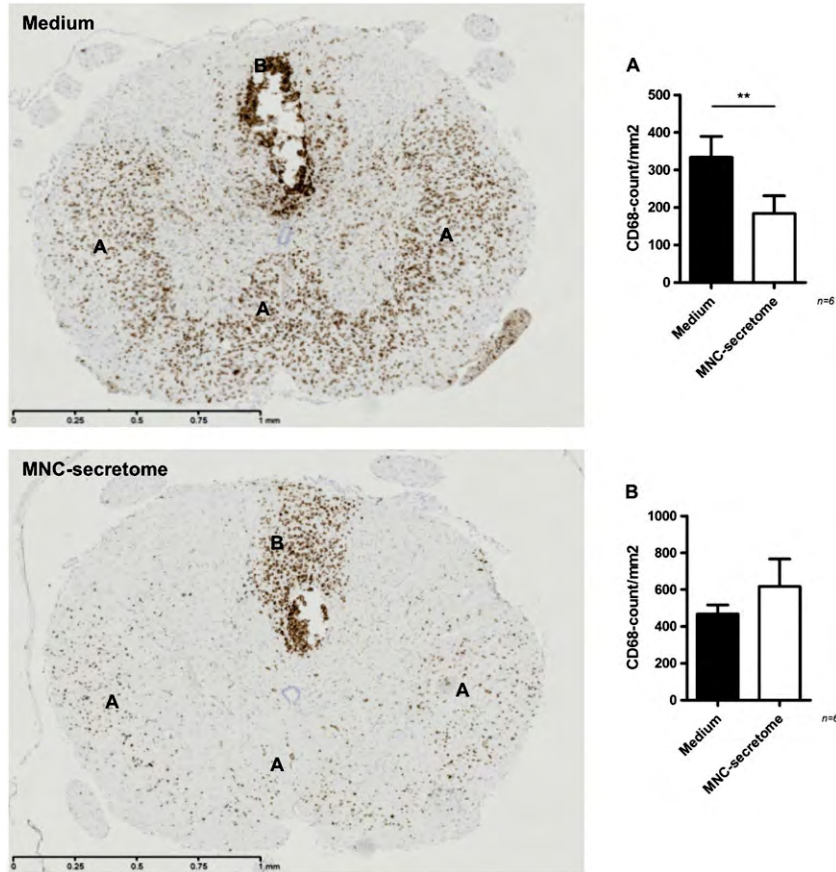 Medium
B
A
A
A
0
0.25
0.5
0.75
1 mm
A
500
400
300
200
100
0
CD68-count/mm2
**
Medium
MNC-secretome
n=6
MNC-secretome
B
A
A
A
0
0.25
0.5
0.75
1 mm
B
1000
800
600
400
200
0
CD68-count/mm2
Medium
MNC-secretome
n=6